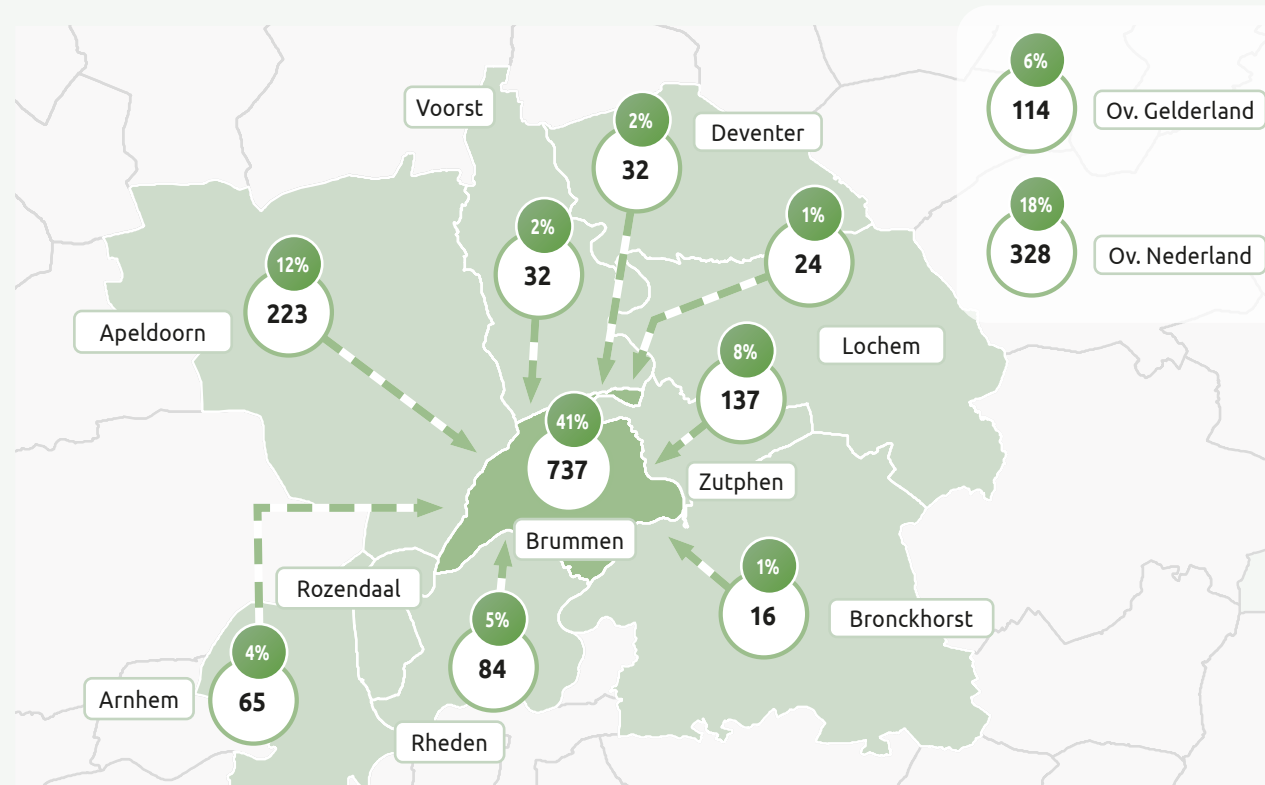 6%
114
Ov. Gelderland
18%
328
Ov. Nederland
Voorst
2%
32
Deventer
2%
32
1%
24
Lochem
12%
223
Apeldoorn
8%
137
Zutphen
41%
737
Brummen
Rozendaal
1%
16
Bronckhorst
5%
84
Rheden
4%
65
Arnhem